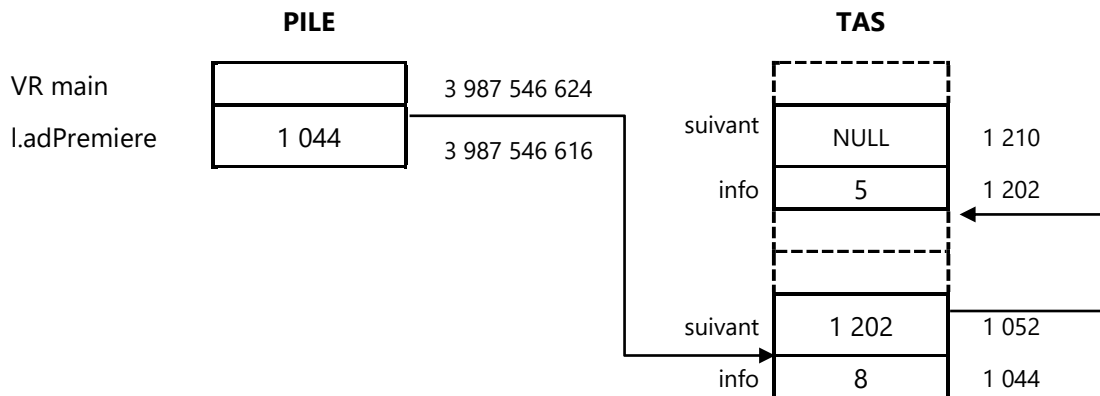 PILE
TAS
VR main
3 987 546 624
l.adPremiere
1 044
3 987 546 616
suivant
NULL
1 210
info
5
1 202
suivant
1 202
1 052
info
8
1 044